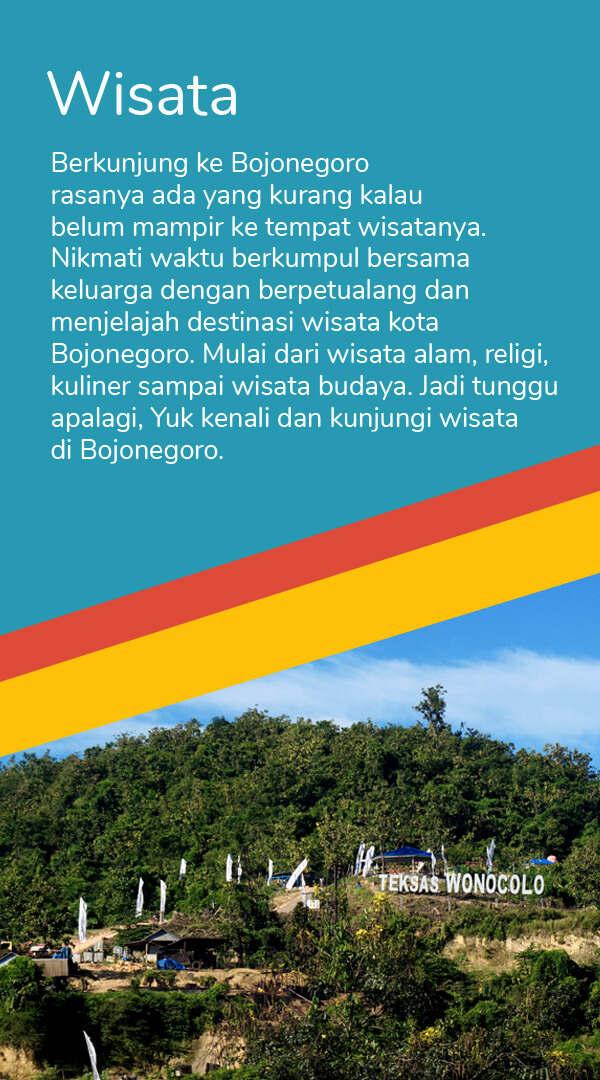 Wisata
Berkunjung ke Bojonegoro
rasanya ada yang kurang kalau
belum mampir ke tempat wisatanya.
Nikmati waktu berkumpul bersama
keluarga dengan berpetualang dan
menjelajah destinasi wisata kota
Bojonegoro. Mulai dari wisata alam, religi,
kuliner sampai wisata budaya. Jadi tunggu
apalagi, Yuk kenali dan kunjungi wisata
di Bojonegoro.
TEKSAS WONOCOLO